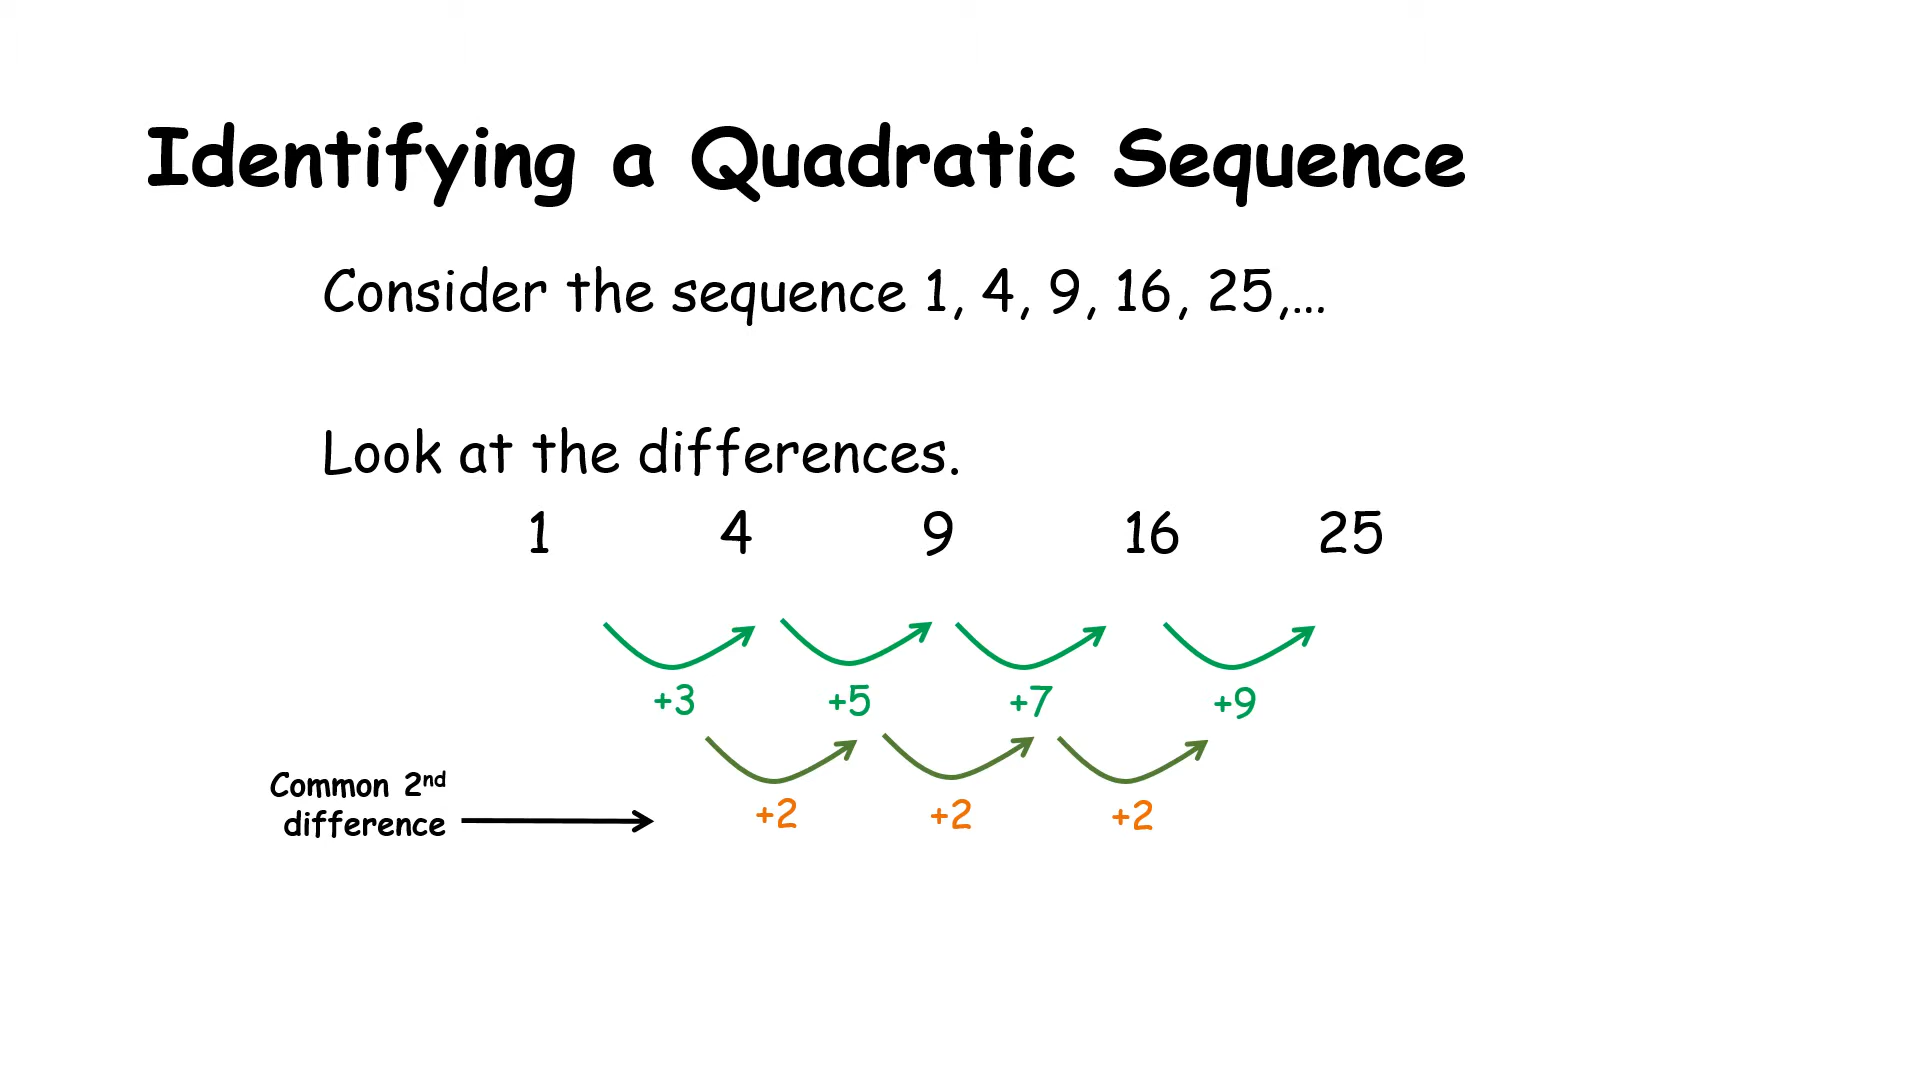 Identifying a Quadratic Sequence
Consider the sequence 1, 4, 9, 16, 25,...
Look at the differences.
1 4 9 16 25
+3 +5 +7 +9
Common 2nd
difference
+2 +2 +2